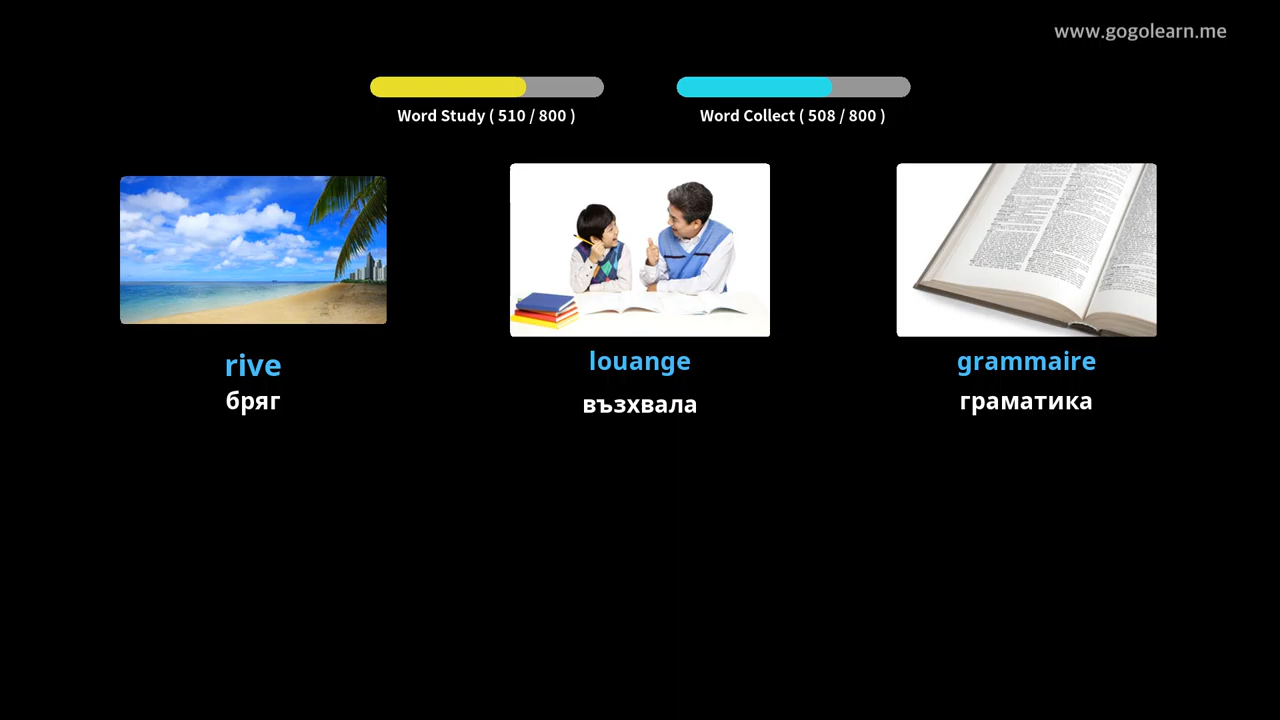 www.gogolearn.me
Word Study ( 510 / 800 )
Word Collect ( 508 / 800 )
rive
бряг
louange
възхвала
grammaire
граматика